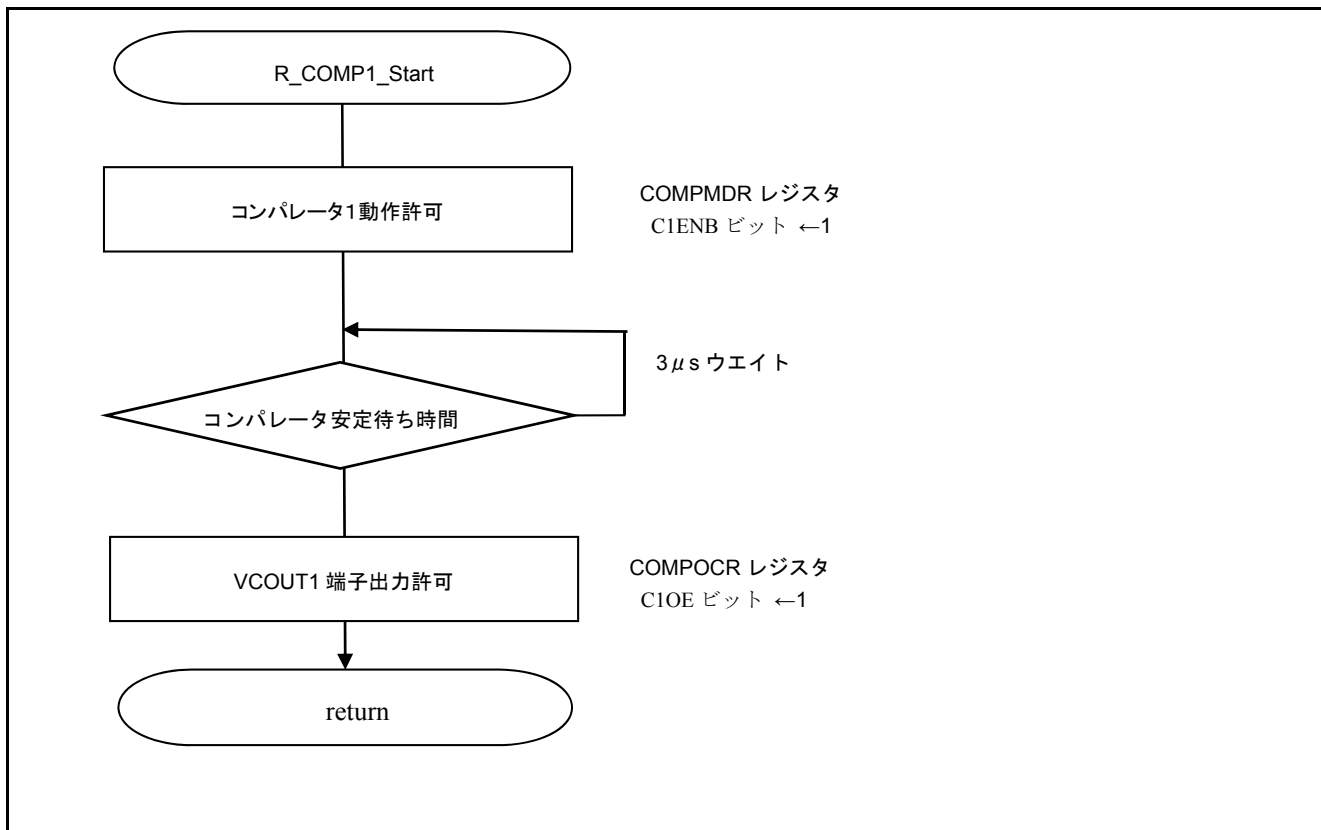 R_COMP1_Start
コンパレータ1動作許可
COMPMDR レジスタ
C1ENB ビット ←1
3μs ウエイト
コンパレータ安定待ち時間
VCOUT1 端子出力許可
COMPOCR レジスタ
C1OE ビット ←1
return